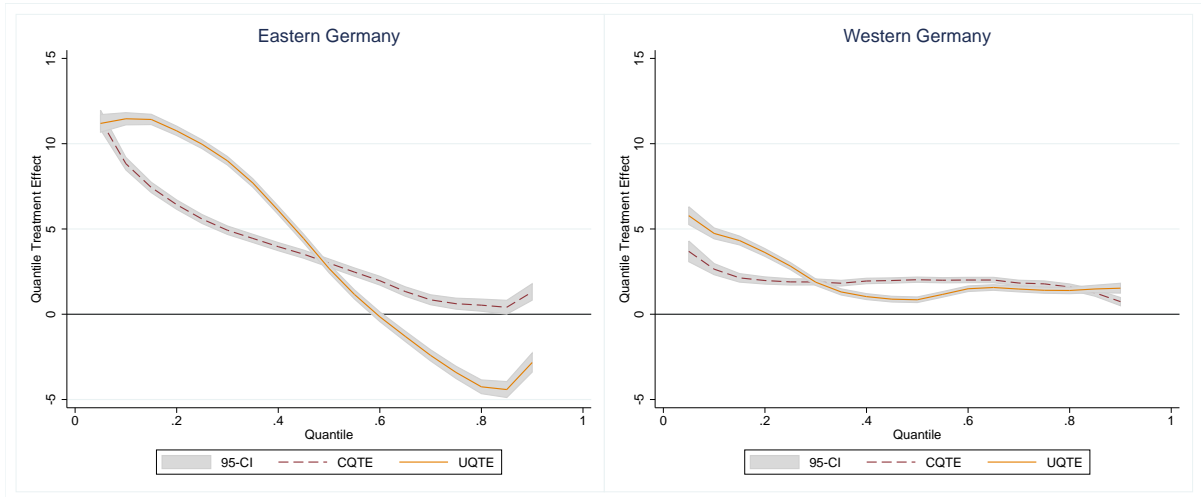 Eastern Germany
Quantile Treatment Effect
15
10
5
0
-5
0 .2 .4 .6 .8 1
Quantile
95-CI CQTE UQTE
Western Germany
Quantile Treatment Effect
15
10
5
0
-5
0 .2 .4 .6 .8 1
Quantile
95-CI CQTE UQTE